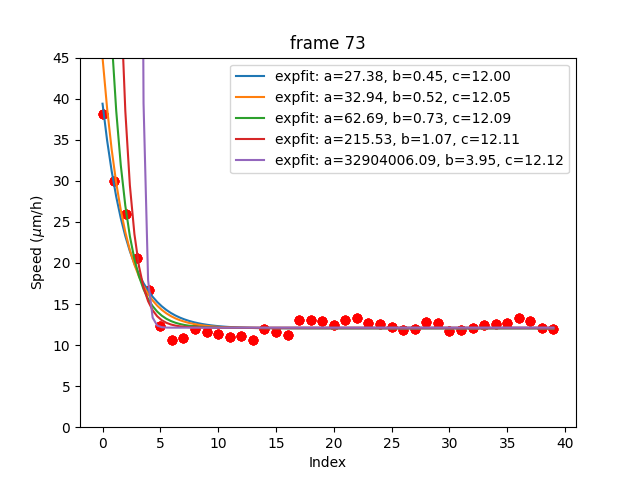 frame 73
45
40
35
30
25
20
15
10
5
0
Speed (μm/h)
expfit: a=27.38, b=0.45, c=12.00
expfit: a=32.94, b=0.52, c=12.05
expfit: a=62.69, b=0.73, c=12.09
expfit: a=215.53, b=1.07, c=12.11
expfit: a=32904006.09, b=3.95, c=12.12
0 5 10 15 20 25 30 35 40
Index